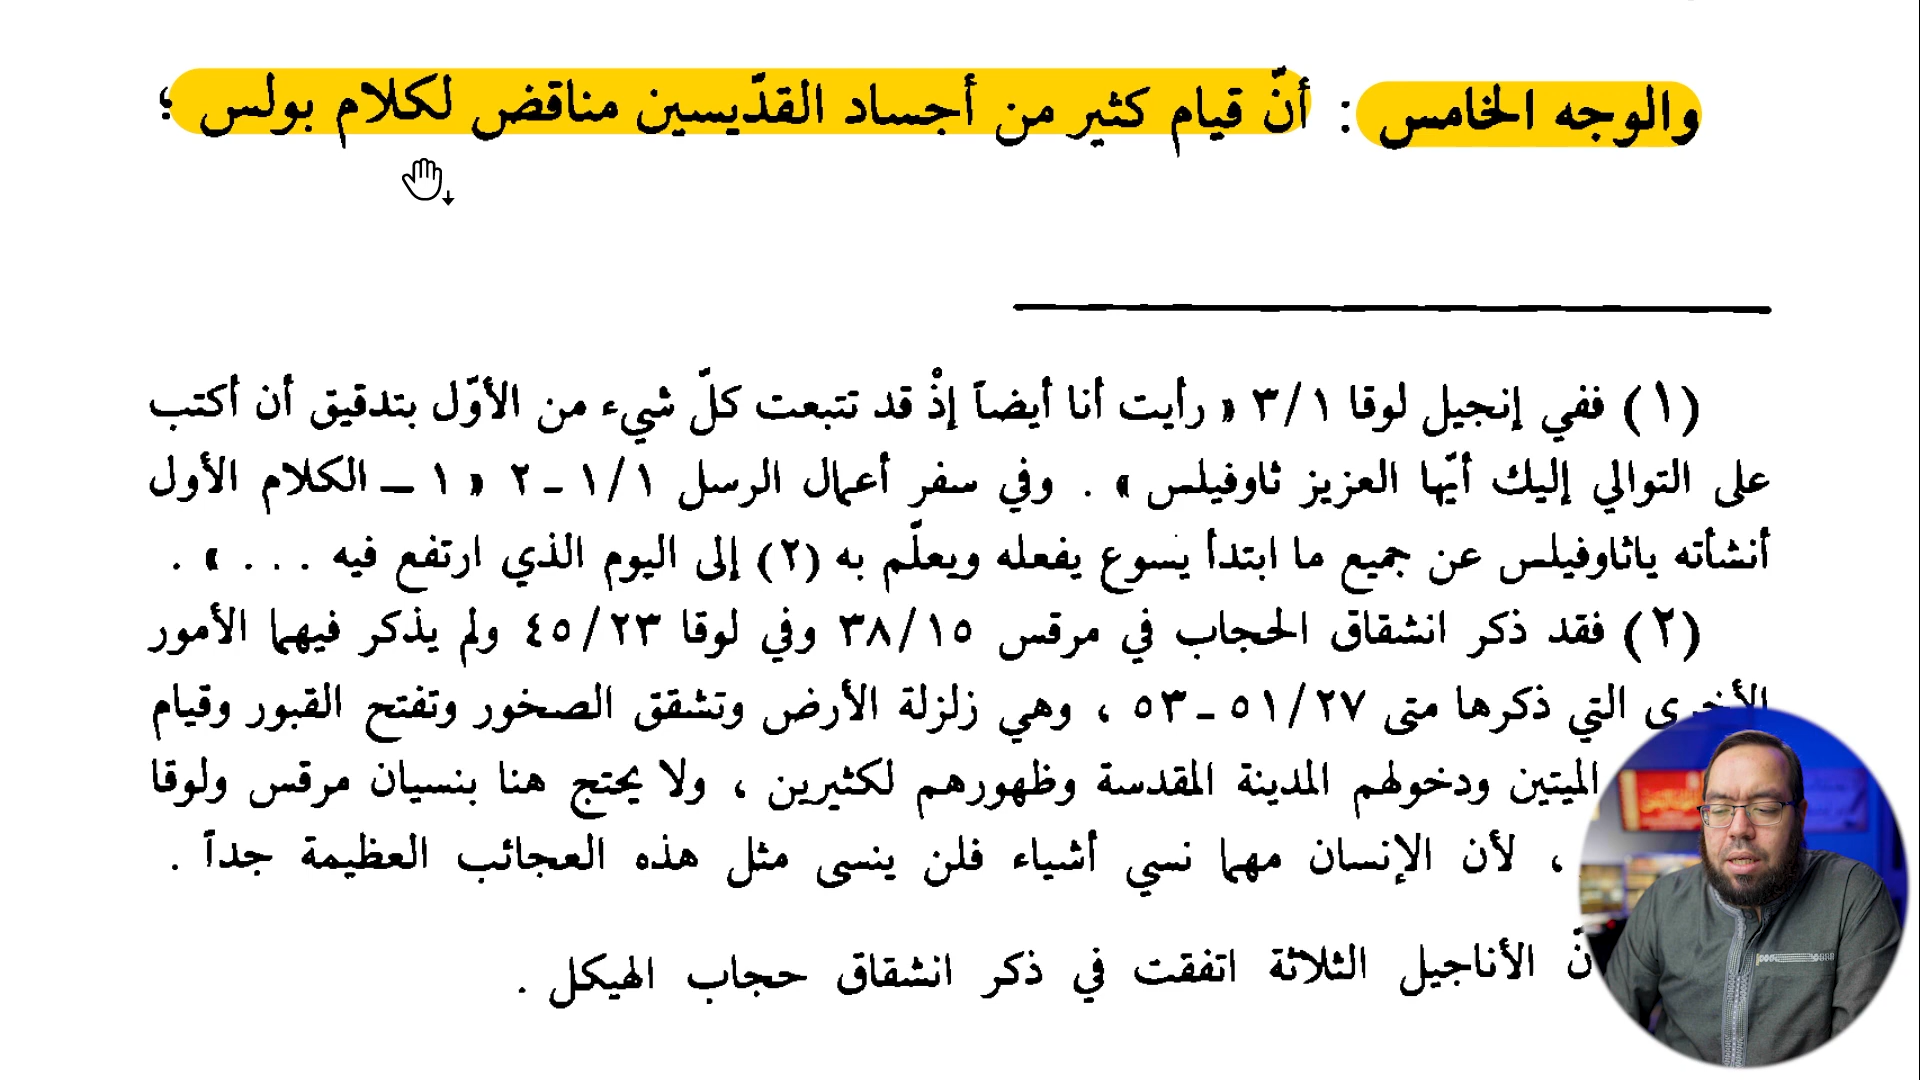 والوجه الخامس : أنّ قيام كثير من أجساد القدّيسين مناقض لكلام بولس ؛
(١) ففي إنجيل لوقا ٣/١ « رأيت أنا أيضاً إذْ قد تتبعت كلّ شيء من الأوّل بتدقيق أن أكتب
على التوالي إليك أيّها العزيز ثاوفيلس » . وفي سفر أعمال الرسل ١/١ ـ ٢ « ١ ــ الكلام الأول
أنشأته ياثاوفيلس عن جميع ما ابتدأ يسوع يفعله ويعلّم به (٢) إلى اليوم الذي ارتفع فيه . . . » .
(٢) فقد ذكر انشقاق الحجاب في مرقس ٣٨/١٥ وفي لوقا ٤٥/٢٣ ولم يذكر فيهما الأمور
الأخرى التي ذكرها متى ٥١/٢٧ ـ ٥٣ ، وهي زلزلة الأرض وتشقق الصخور وتفتح القبور وقيام
الميتين ودخولهم المدينة المقدسة وظهورهم لكثيرين ، ولا يحتج هنا بنسيان مرقس ولوقا
، لأن الإنسان مهما نسي أشياء فلن ينسى مثل هذه العجائب العظيمة جداً .
الأناجيل الثلاثة اتفقت في ذكر انشقاق حجاب الهيكل .